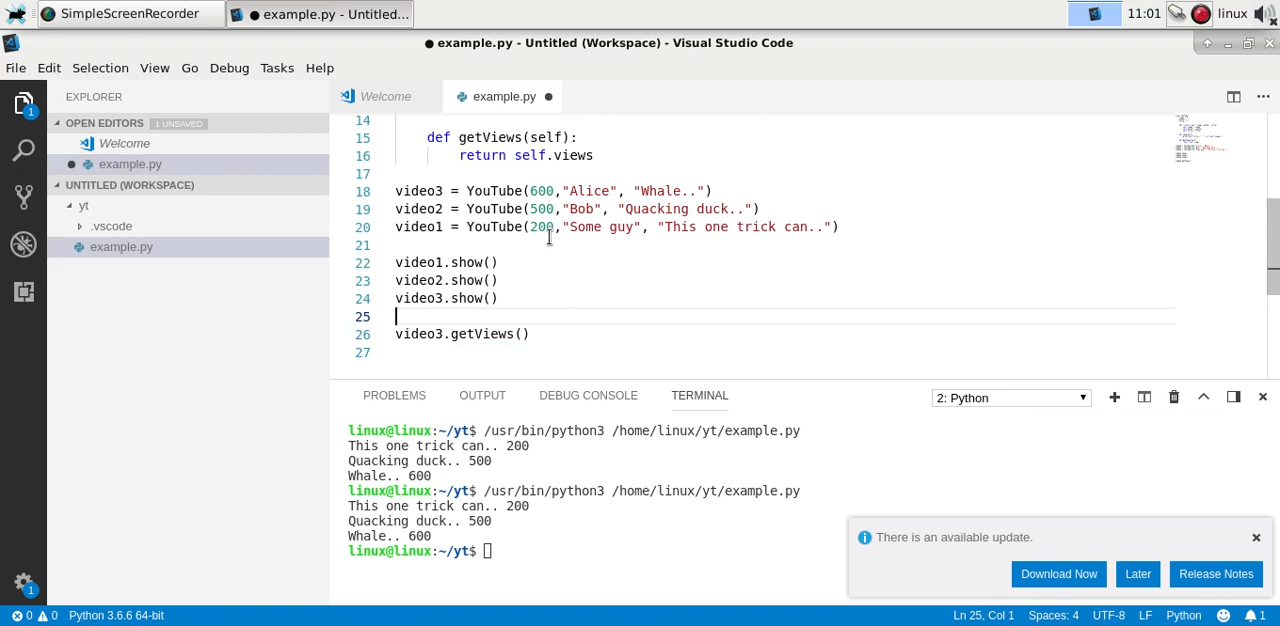 SimpleScreenRecorder
● example.py - Untitled...
11:01
linux
● example.py - Untitled (Workspace) - Visual Studio Code
File Edit Selection View Go Debug Tasks Help
EXPLORER
OPEN EDITORS 1 UNSAVED
Welcome
● example.py
UNTITLED (WORKSPACE)
yt
.vscode
example.py
1
1
Welcome
example.py ●
14
15 def getViews(self):
16 return self.views
17
18 video3 = YouTube(600,"Alice", "Whale..")
19 video2 = YouTube(500,"Bob", "Quacking duck..")
20 video1 = YouTube(200,"Some guy", "This one trick can..")
21
22 video1.show()
23 video2.show()
24 video3.show()
25
26 video3.getViews()
27
PROBLEMS OUTPUT DEBUG CONSOLE TERMINAL
2: Python
linux@linux:~/yt$ /usr/bin/python3 /home/linux/yt/example.py
This one trick can.. 200
Quacking duck.. 500
Whale.. 600
linux@linux:~/yt$ /usr/bin/python3 /home/linux/yt/example.py
This one trick can.. 200
Quacking duck.. 500
Whale.. 600
linux@linux:~/yt$
There is an available update.
Download Now Later Release Notes
0 0 Python 3.6.6 64-bit
Ln 25, Col 1 Spaces: 4 UTF-8 LF Python 1